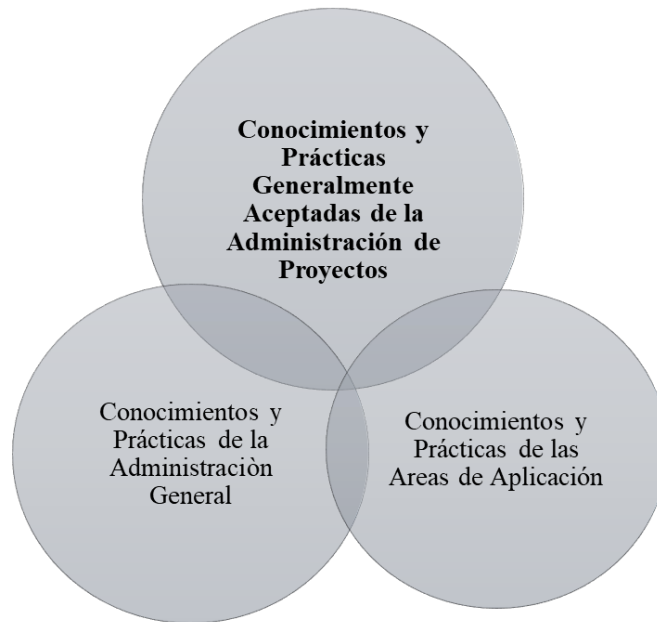 Conocimientos y
Prácticas
Generalmente
Aceptadas de la
Administración de
Proyectos
Conocimientos y
Prácticas de la
Administraciòn
General
Conocimientos y
Prácticas de las
Areas de Aplicación